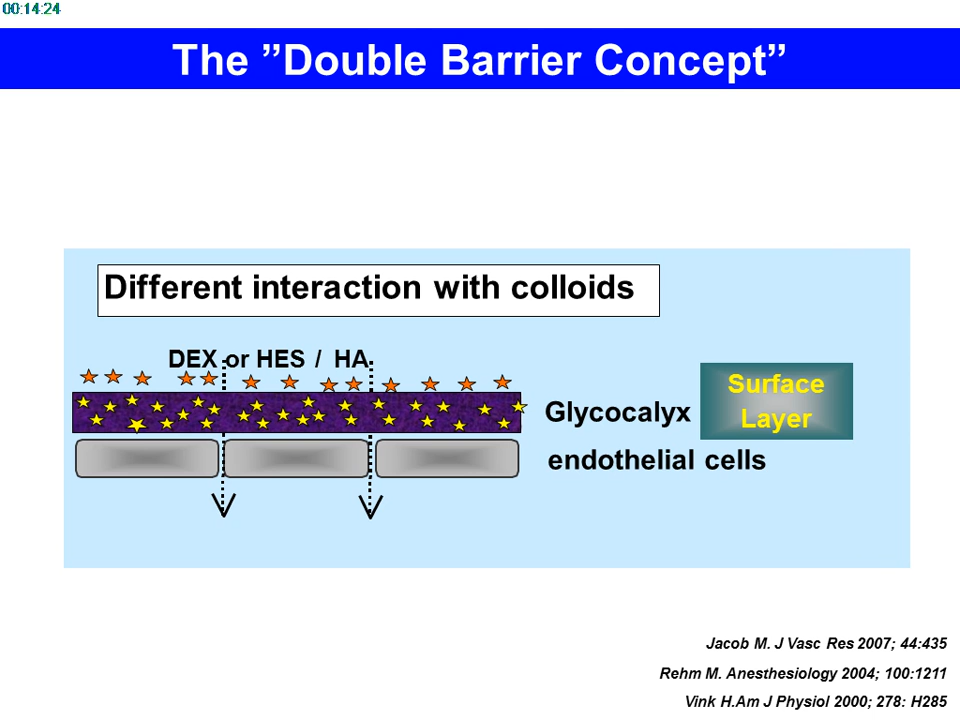 00:14:24
The ”Double Barrier Concept”
Different interaction with colloids
DEX or HES / HA
Surface
Layer
Glycocalyx
endothelial cells
Jacob M. J Vasc Res 2007; 44:435
Rehm M. Anesthesiology 2004; 100:1211
Vink H.Am J Physiol 2000; 278: H285